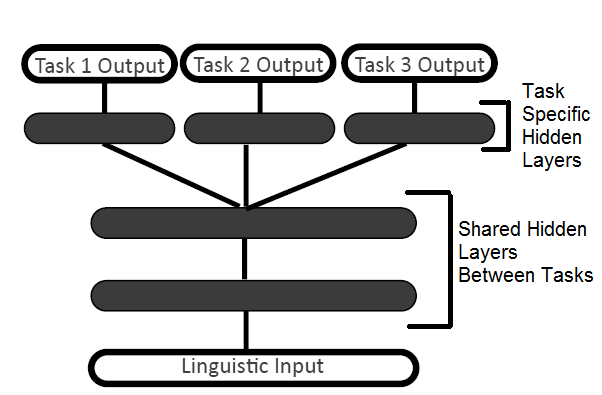 Task 1 Output
Task 2 Output
Task 3 Output
Task
Specific
Hidden
Layers
Shared Hidden
Layers
Between Tasks
Linguistic Input